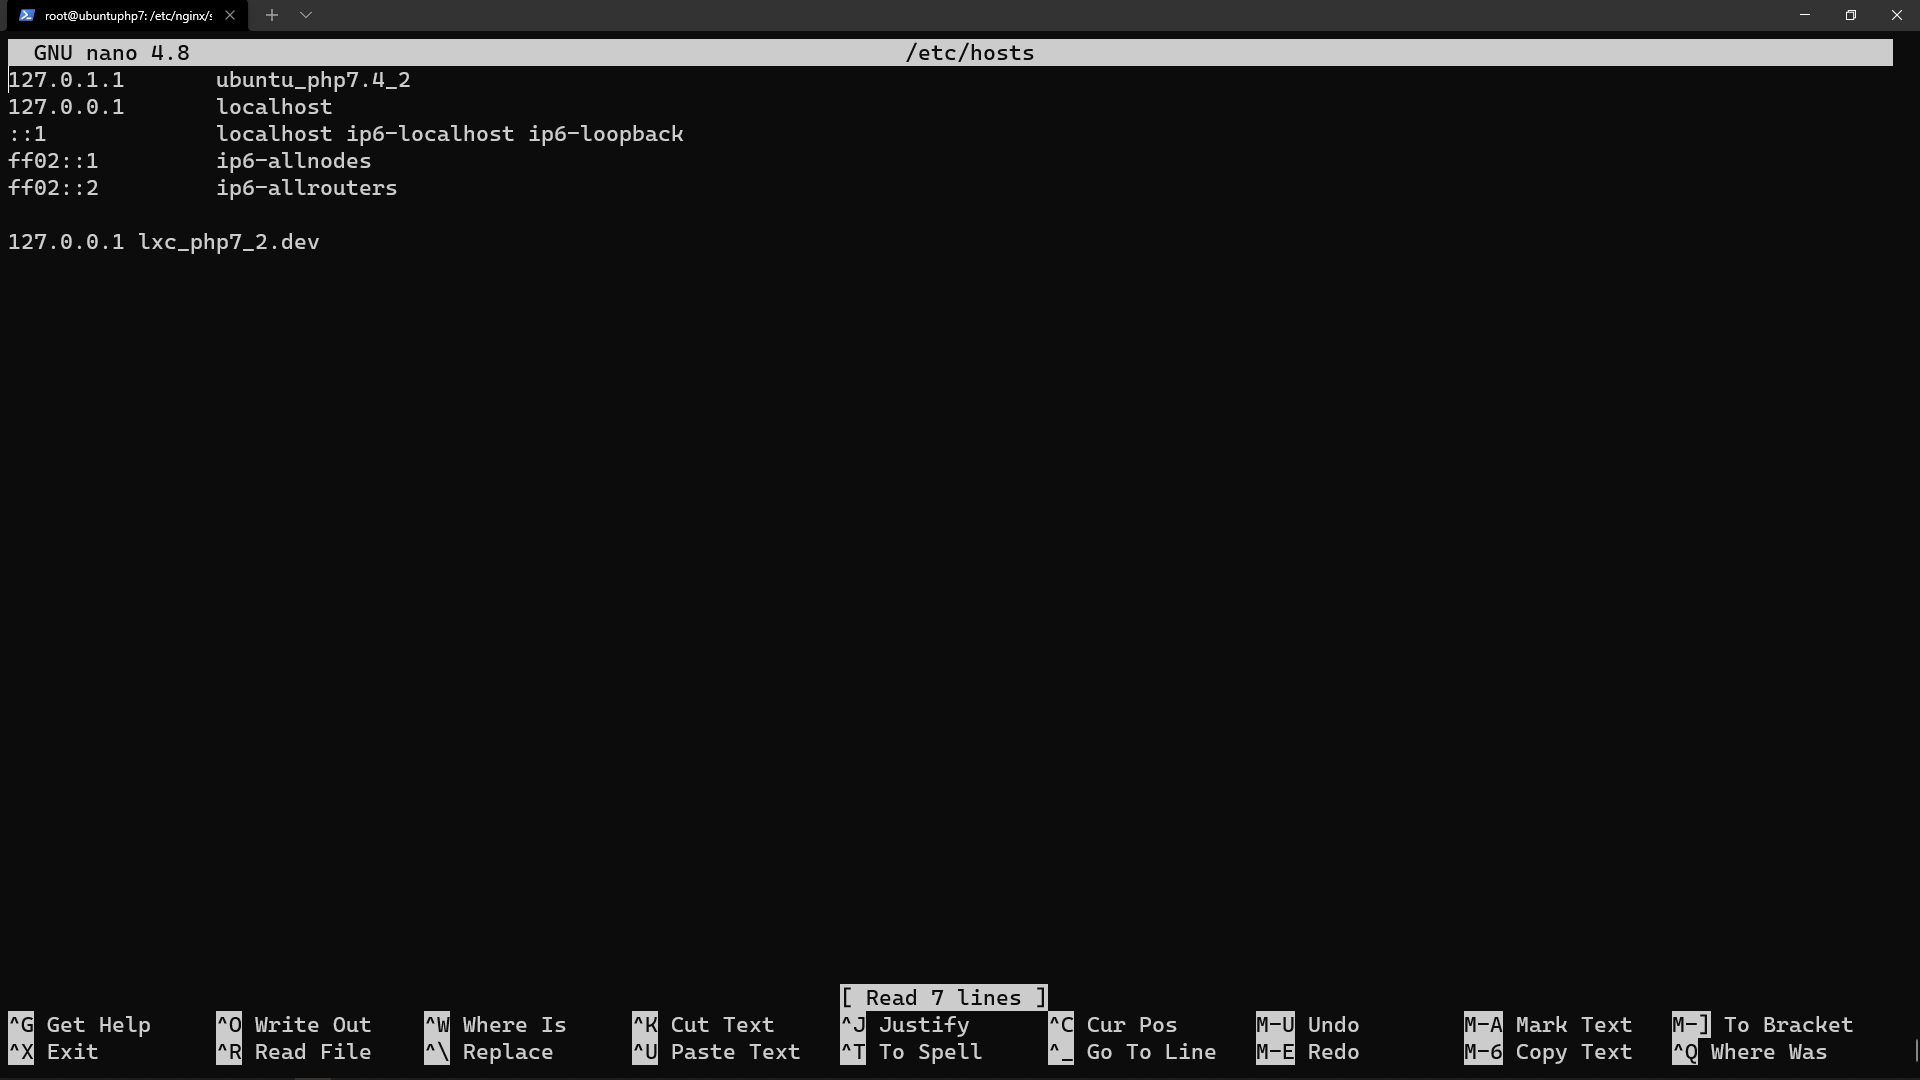 root@ubuntuphp7: /etc/nginx/s
GNU nano 4.8 /etc/hosts
127.0.1.1 ubuntu_php7.4_2
127.0.0.1 localhost
::1 localhost ip6-localhost ip6-loopback
ff02::1 ip6-allnodes
ff02::2 ip6-allrouters
127.0.0.1 lxc_php7_2.dev
[ Read 7 lines ]
^G Get Help ^O Write Out ^W Where Is ^K Cut Text ^J Justify ^C Cur Pos M-U Undo M-A Mark Text M-] To Bracket
^X Exit ^R Read File ^\ Replace ^U Paste Text ^T To Spell ^_ Go To Line M-E Redo M-6 Copy Text ^Q Where Was